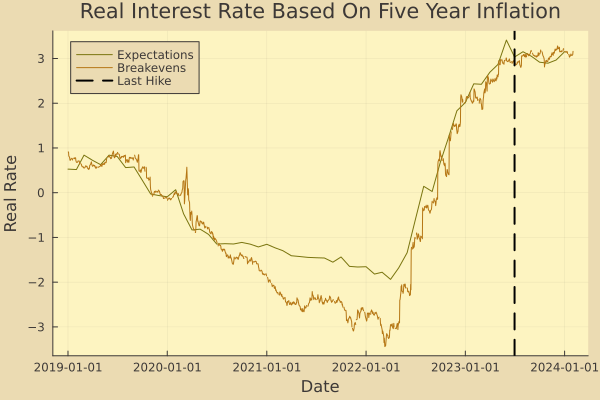 Real Interest Rate Based On Five Year Inflation
Expectations
Breakevens
Last Hike
Real Rate
3
2
1
0
−1
−2
−3
2019-01-01 2020-01-01 2021-01-01 2022-01-01 2023-01-01 2024-01-01
Date